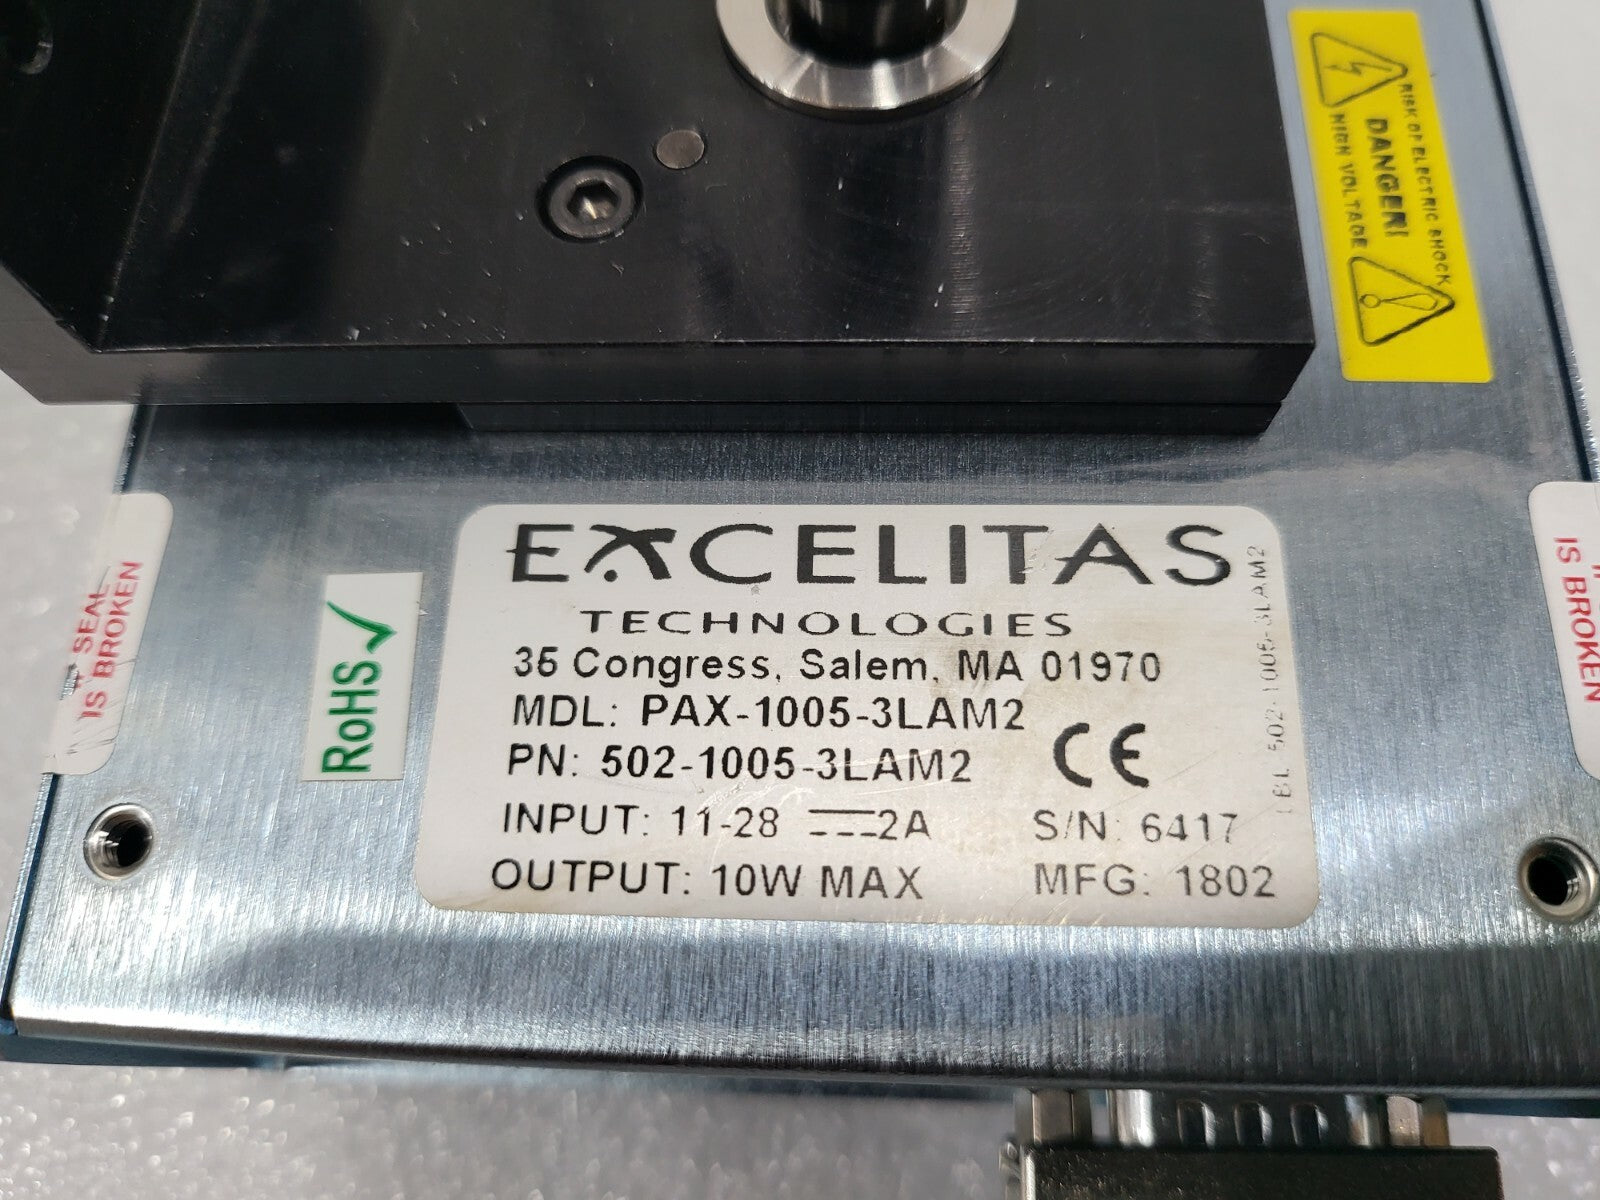 RISK OF ELECTRIC SHOCK
DANGER!
HIGH VOLTAGE
EXCELITAS
TECHNOLOGIES
35 Congress, Salem, MA 01970
MDL: PAX-1005-3LAM2
PN: 502-1005-3LAM2
INPUT: 11-28 ⎓2A
OUTPUT: 10W MAX
CE
S/N: 6417
MFG: 1802
LBL 502-1005-3LAM2
RoHS✓
IF SEAL
IS BROKEN
IS BROKEN